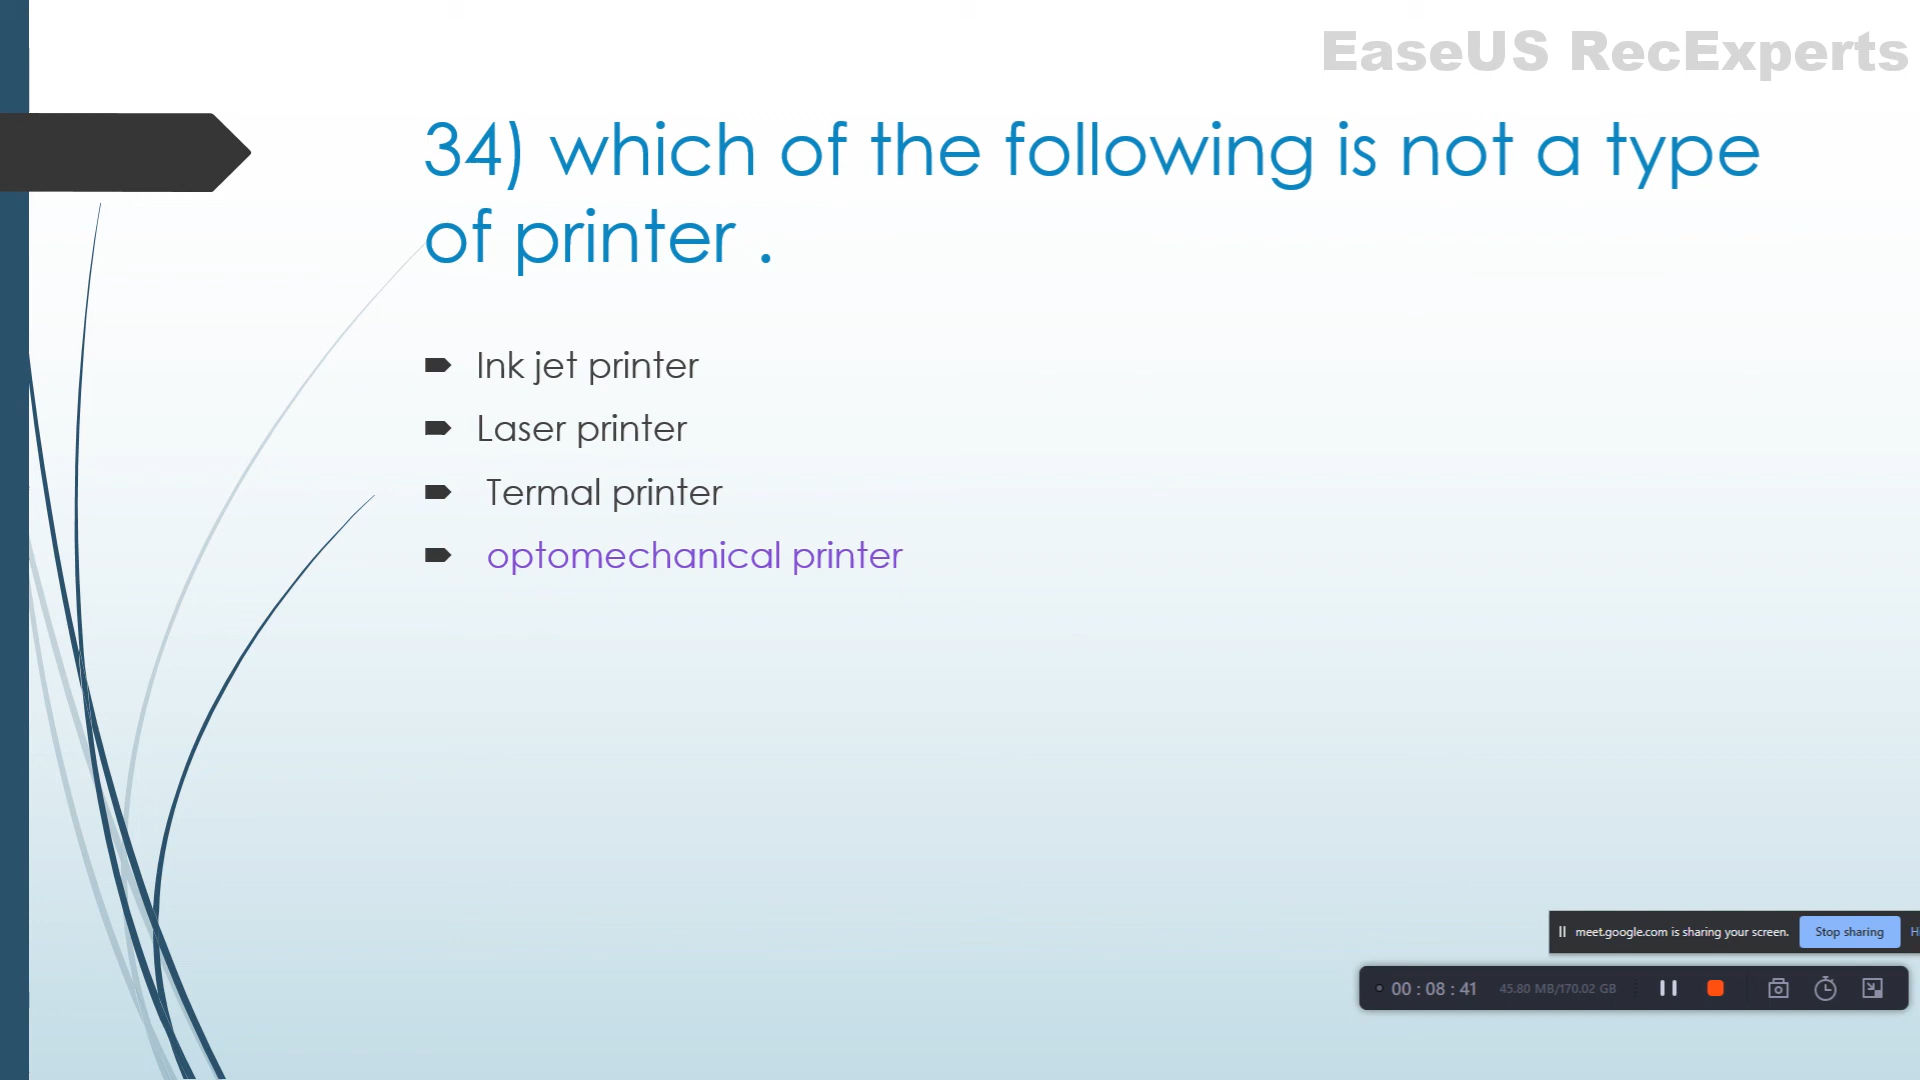 EaseUS RecExperts
34) which of the following is not a type
of printer .
Ink jet printer
Laser printer
Termal printer
optomechanical printer
meet.google.com is sharing your screen. Stop sharing
00 : 08 : 41 45.80 MB/170.02 GB